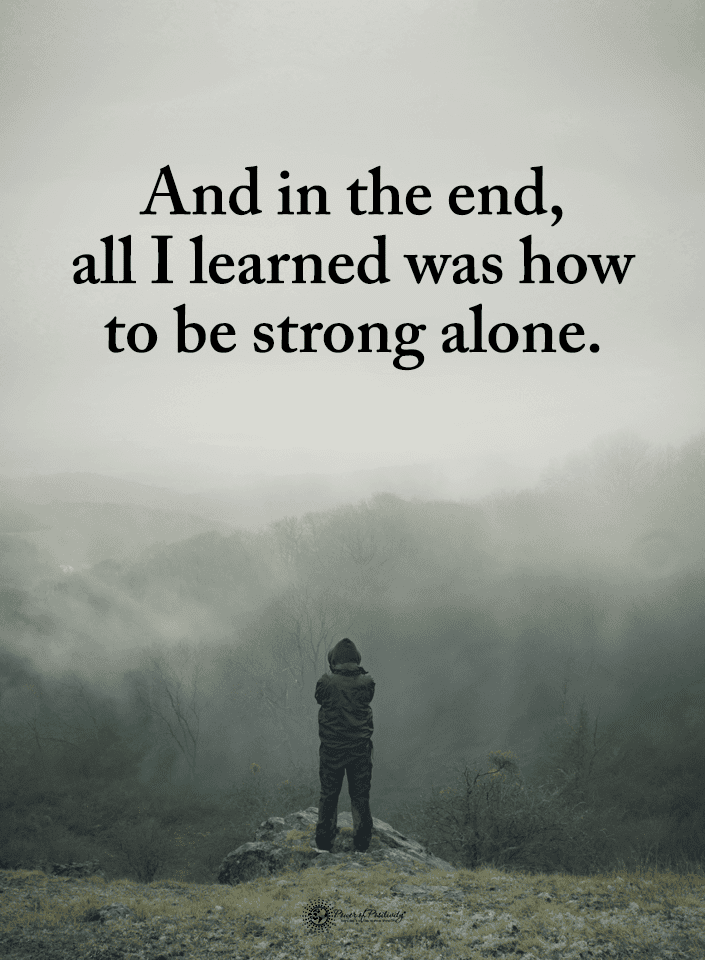 And in the end,
all I learned was how
to be strong alone.
Power of Positivity